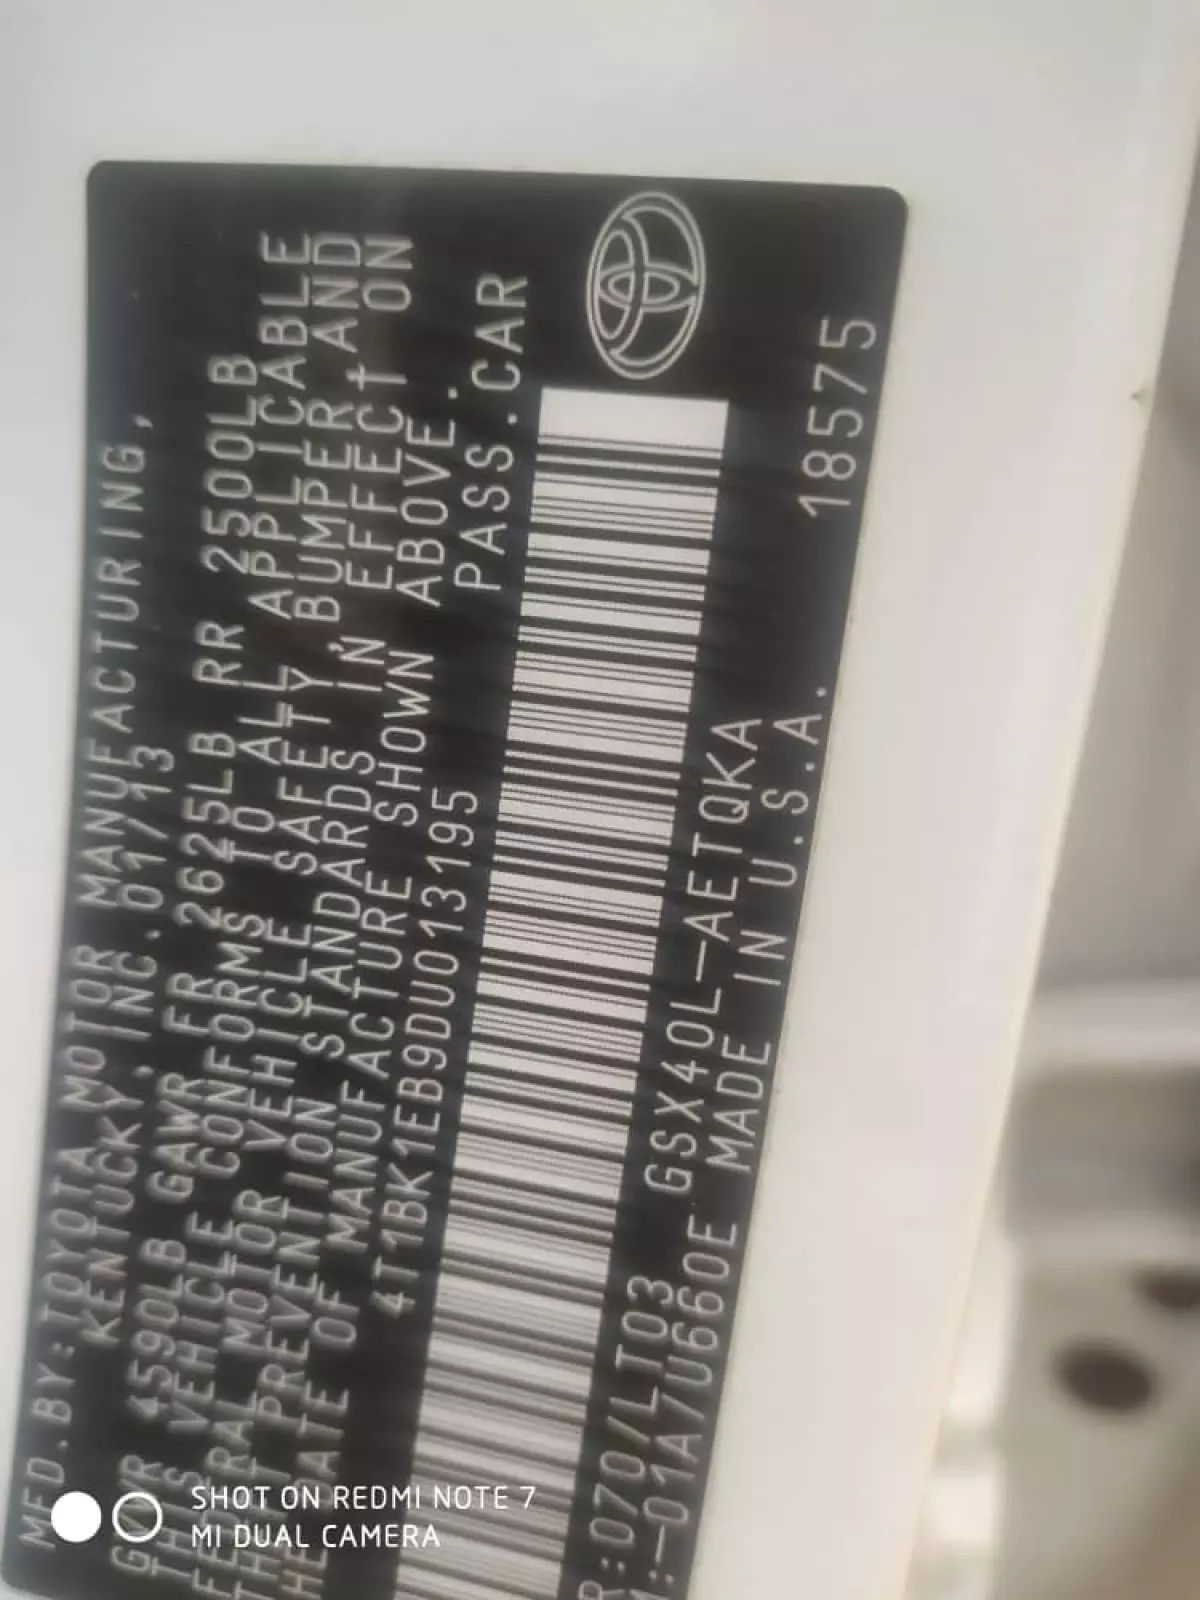 MFD.BY:TOYOTA MOTOR MANUFACTURING,
KENTUCKY, INC. 01/13
GVWR 4590LB GAWR FR 2625LB RR 2500LB
THIS VEHICLE CONFORMS TO ALL APPLICABLE
FEDERAL MOTOR VEHICLE SAFETY, BUMPER AND
THEFT PREVENTION STANDARDS IN EFFECT ON
THE DATE OF MANUFACTURE SHOWN ABOVE.
4T1BK1EB9DU013195 PASS.CAR
R:070/LT03 GSX40L-AETQKA
:-01A/U660E MADE IN U.S.A. 18575
SHOT ON REDMI NOTE 7
MI DUAL CAMERA